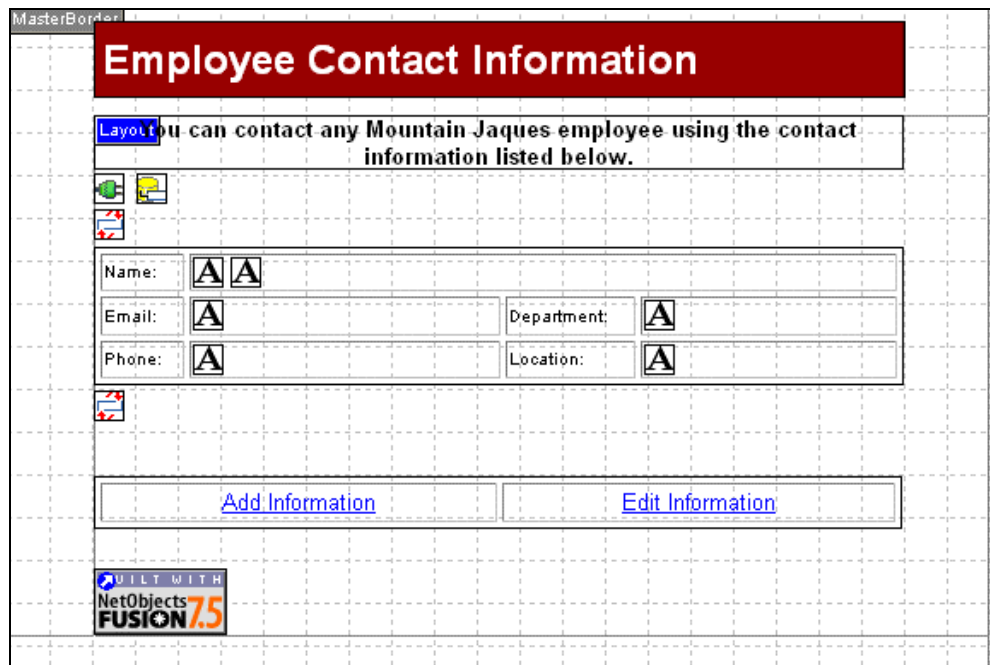 MasterBorder
Employee Contact Information
Layout
You can contact any Mountain Jaques employee using the contact
information listed below.
Name: A A
Email: A Department: A
Phone: A Location: A
Add Information Edit Information
UILT WITH
NetObjects
FUSION 7.5